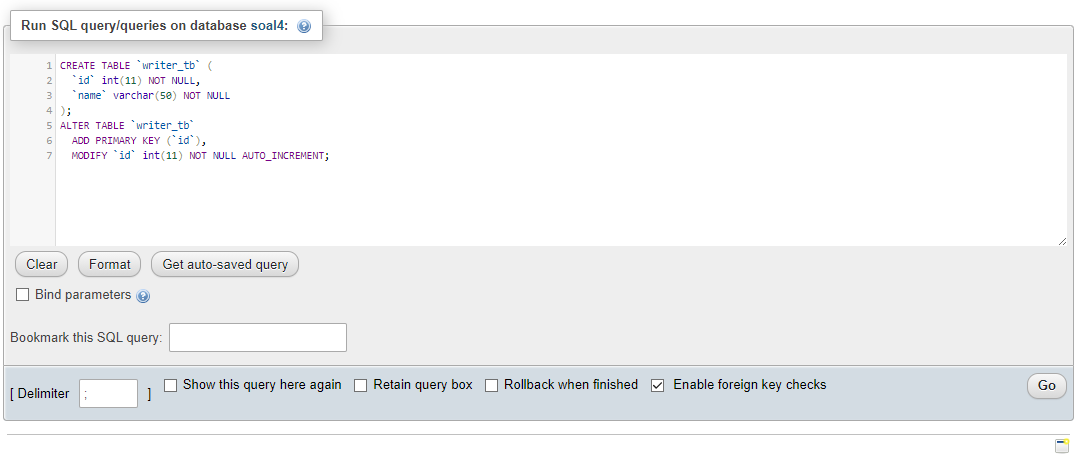 Run SQL query/queries on database soal4:
1 CREATE TABLE `writer_tb` (
2 `id` int(11) NOT NULL,
3 `name` varchar(50) NOT NULL
4 );
5 ALTER TABLE `writer_tb`
6 ADD PRIMARY KEY (`id`),
7 MODIFY `id` int(11) NOT NULL AUTO_INCREMENT;
Clear Format Get auto-saved query
Bind parameters
Bookmark this SQL query:
[ Delimiter ; ] Show this query here again Retain query box Rollback when finished Enable foreign key checks Go